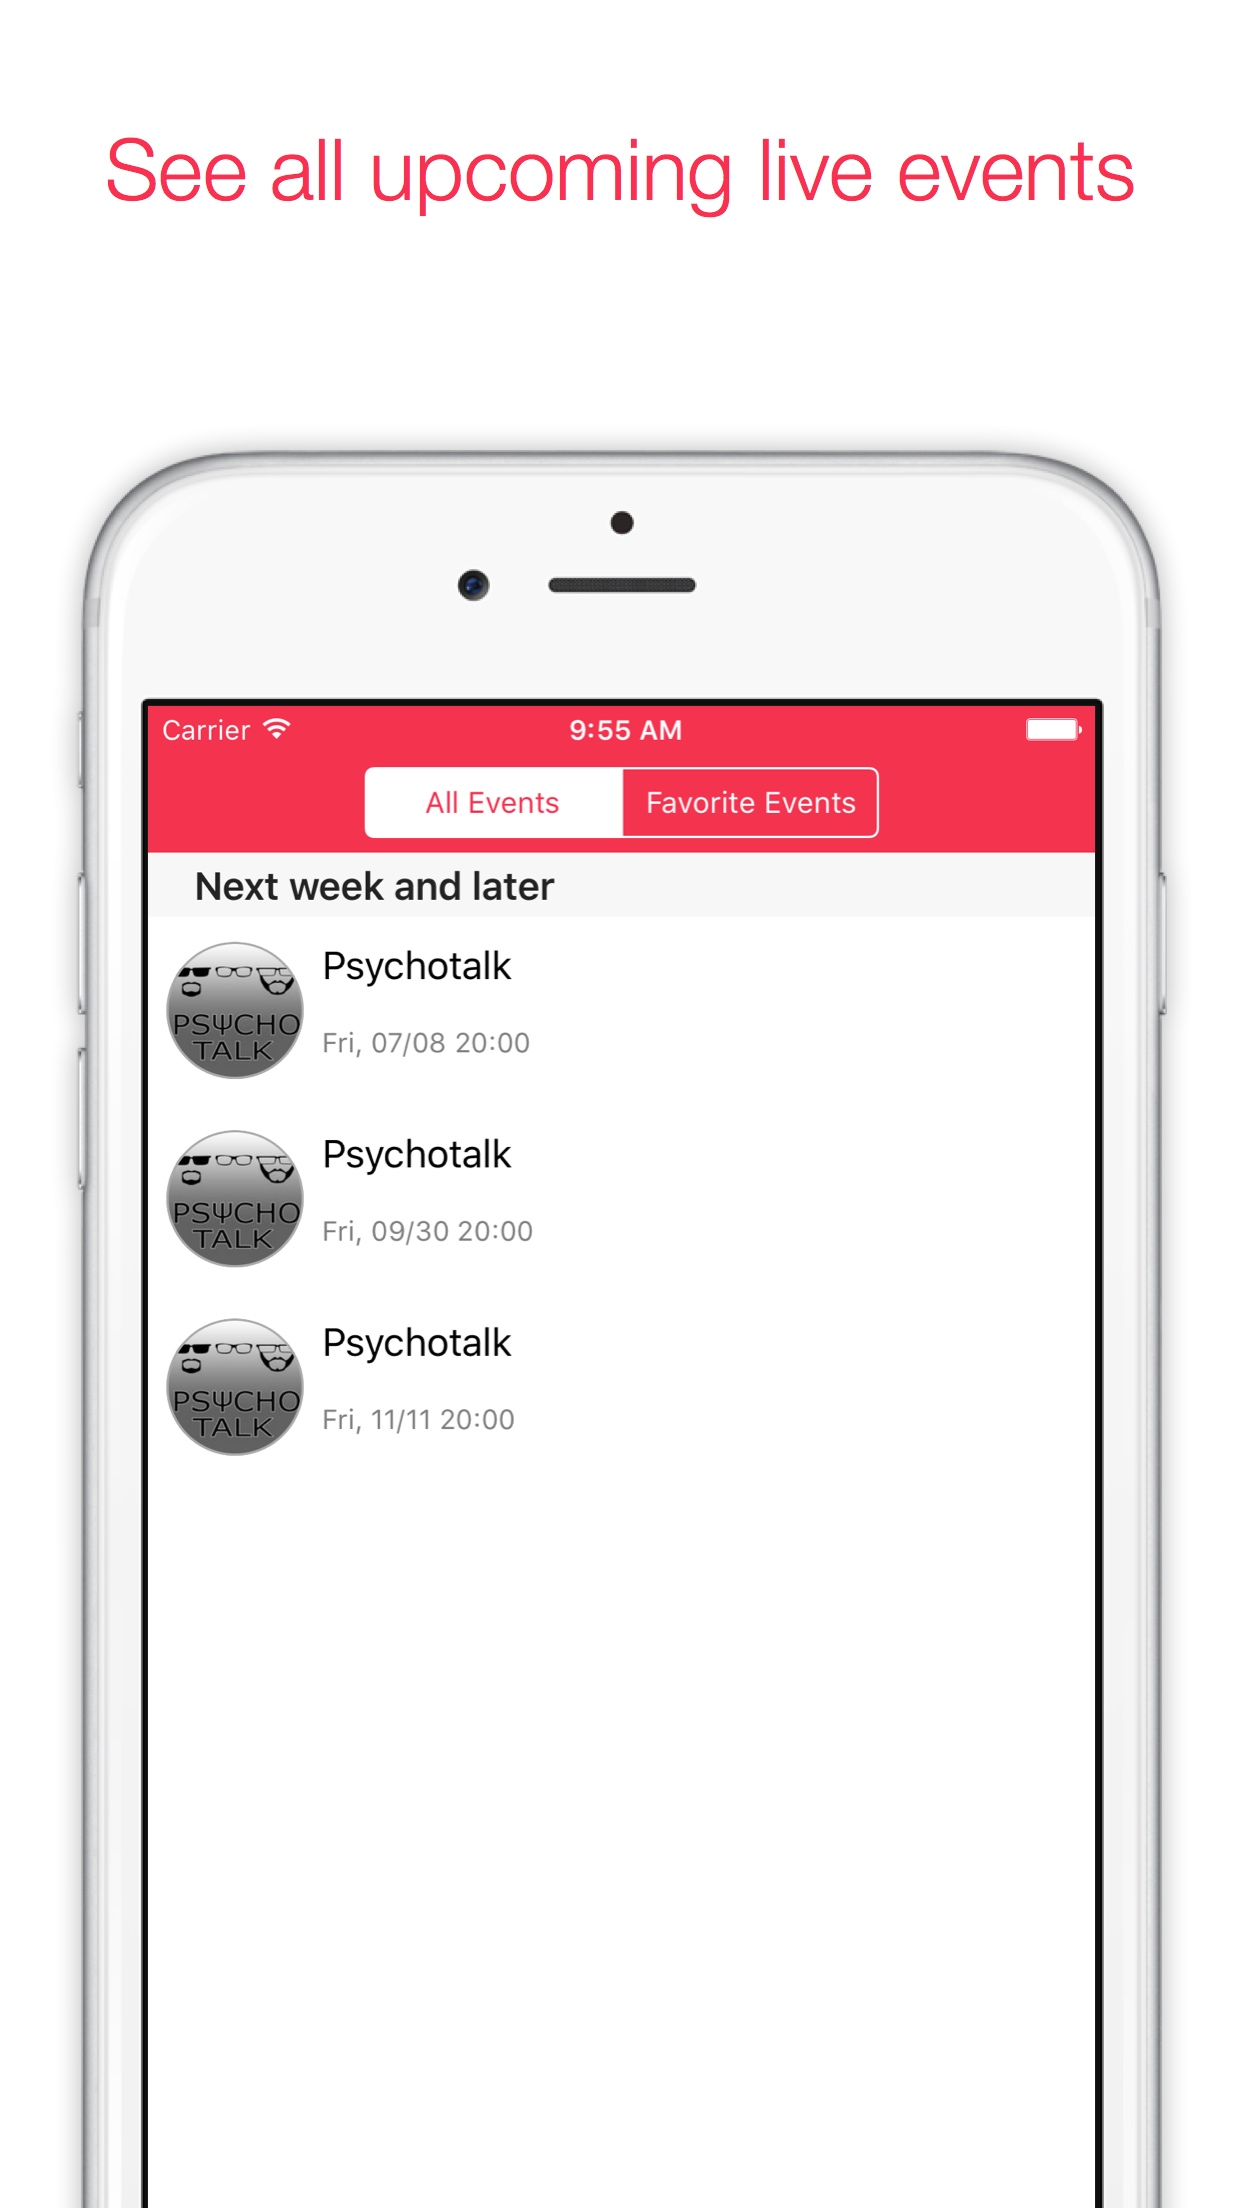 See all upcoming live events
Carrier 9:55 AM
All Events Favorite Events
Next week and later
PSΨCHO
TALK
Psychotalk
Fri, 07/08 20:00
PSΨCHO
TALK
Psychotalk
Fri, 09/30 20:00
PSΨCHO
TALK
Psychotalk
Fri, 11/11 20:00